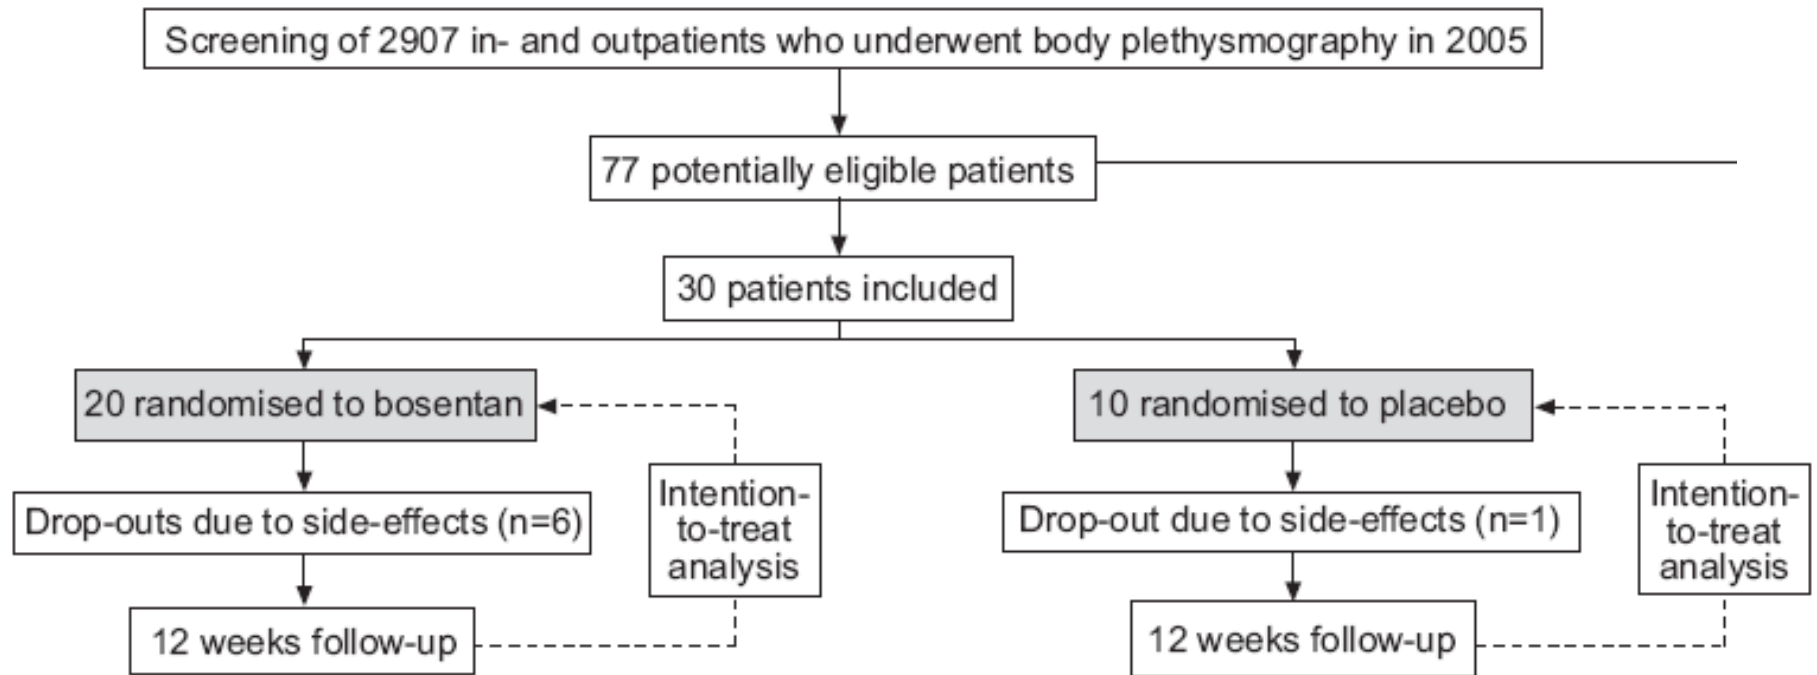 Screening of 2907 in- and outpatients who underwent body plethysmography in 2005
77 potentially eligible patients
30 patients included
20 randomised to bosentan
10 randomised to placebo
Drop-outs due to side-effects (n=6)
Intention-
to-treat
analysis
Drop-out due to side-effects (n=1)
Intention-
to-treat
analysis
12 weeks follow-up
12 weeks follow-up